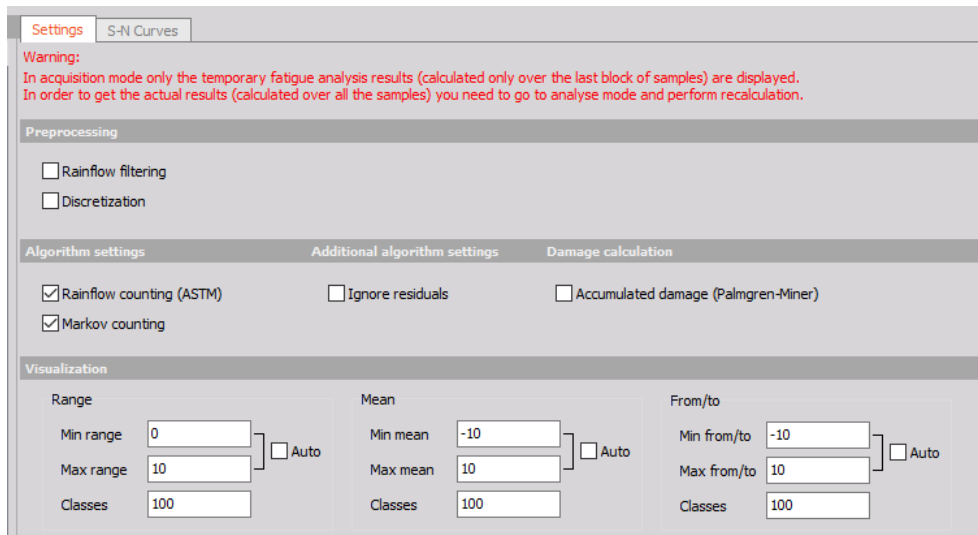 Settings
S-N Curves
Warning:
In acquisition mode only the temporary fatigue analysis results (calculated only over the last block of samples) are displayed.
In order to get the actual results (calculated over all the samples) you need to go to analyse mode and perform recalculation.
Preprocessing
Rainflow filtering
Discretization
Algorithm settings
Additional algorithm settings
Damage calculation
Rainflow counting (ASTM)
Ignore residuals
Accumulated damage (Palmgren-Miner)
Markov counting
Visualization
Range
Min range 0
Max range 10
Auto
Classes 100
Mean
Min mean -10
Max mean 10
Auto
Classes 100
From/to
Min from/to -10
Max from/to 10
Auto
Classes 100